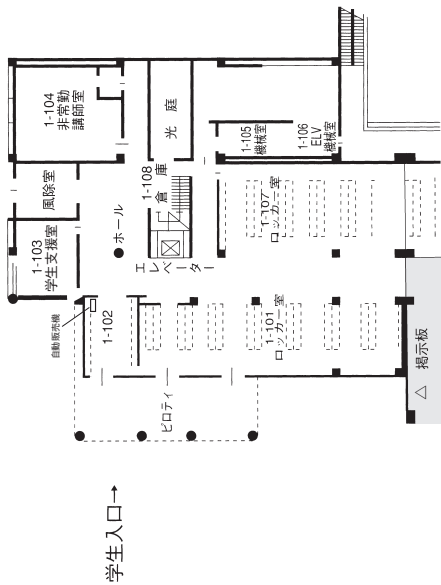 1-104
非常勤
講師室
風除室
1-103
学生支援室
自動販売機
1-102
ホール
エレベーター
1-108
倉庫
光庭
1-105
機械室
1-106
ELV
機械室
1-107
ロッカー室
1-101
ロッカー室
ピロティ
掲示板
学生入口→